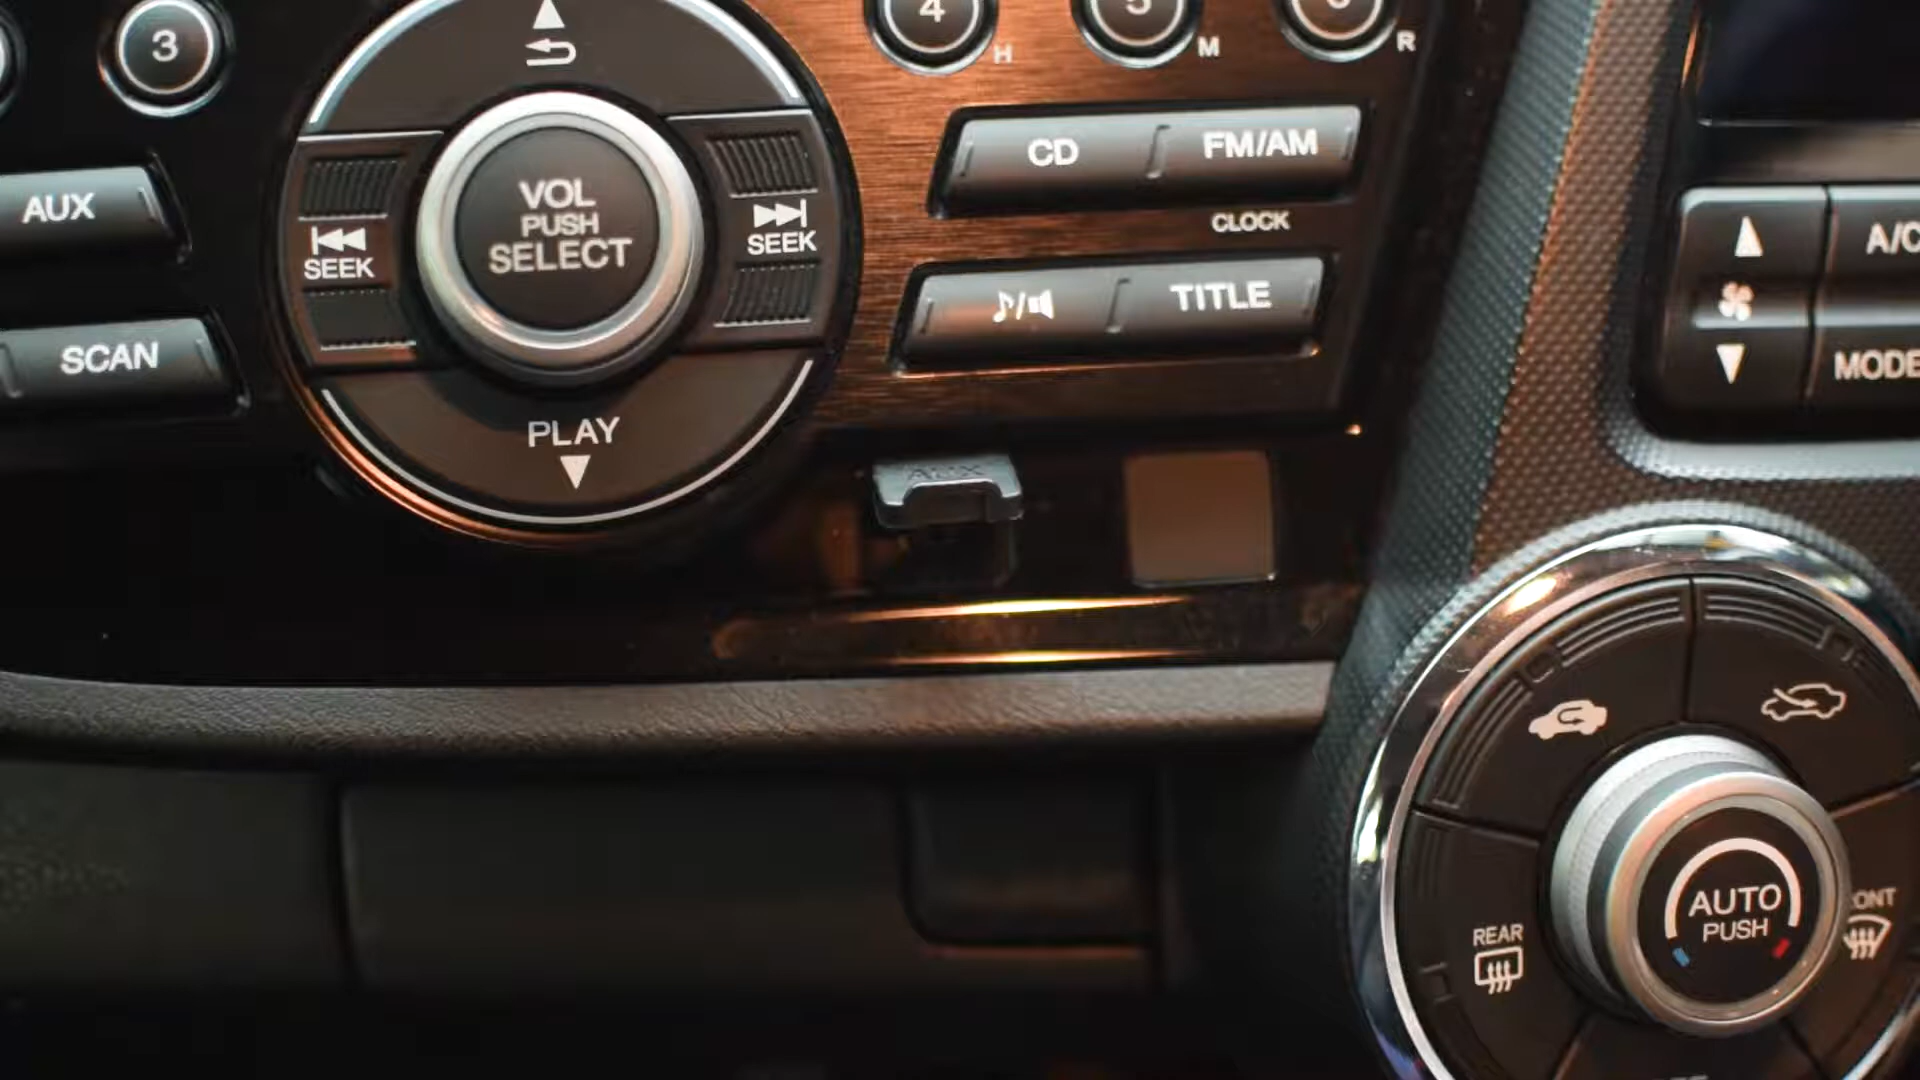 3
4
H
5
M
R
AUX
VOL
PUSH
SELECT
SEEK
SEEK
CD
FM/AM
CLOCK
TITLE
SCAN
PLAY
AUX
A/C
MODE
AUTO
PUSH
REAR